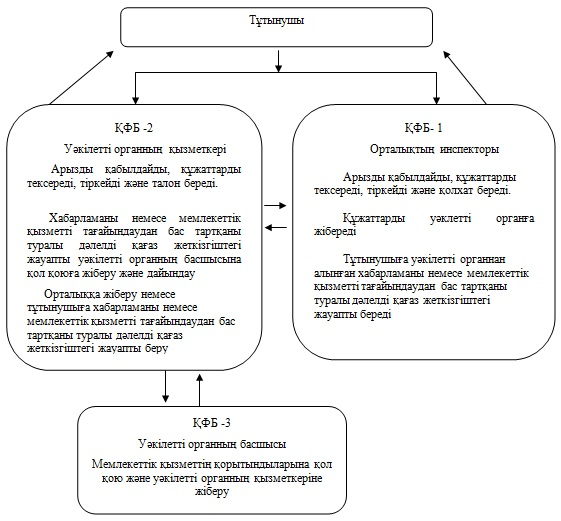 Тұтынушы
ҚФБ -2
Уәкілетті органның қызметкері
Арызды қабылдайды, құжаттарды
тексереді, тіркейді және талон береді.
Хабарламаны немесе мемлекеттік
қызметті тағайындаудан бас тартқаны
туралы дәлелді қағаз жеткізгіштегі
жауапты уәкілетті органның басшысына
қол қоюға жіберу және дайындау
Орталыққа жіберу немесе
тұтынушыға хабарламаны немесе
мемлекеттік қызметті тағайындаудан бас
тартқаны туралы дәлелді қағаз
жеткізгіштегі жауапты беру
ҚФБ- 1
Орталықтың инспекторы
Арызды қабылдайды, құжаттарды
тексереді, тіркейді және қолхат береді.
Құжаттарды уәклетті органға
жібереді
Тұтынушыға уәкілетті органнан
алынған хабарламаны немесе мемлекеттік
қызметті тағайындаудан бас тартқаны
туралы дәлелді қағаз жеткізгіштегі
жауапты береді
ҚФБ -3
Уәкілетті органның басшысы
Мемлекеттік қызметтің қорытындыларына қол
қою және уәкілетті органның қызметкеріне
жіберу